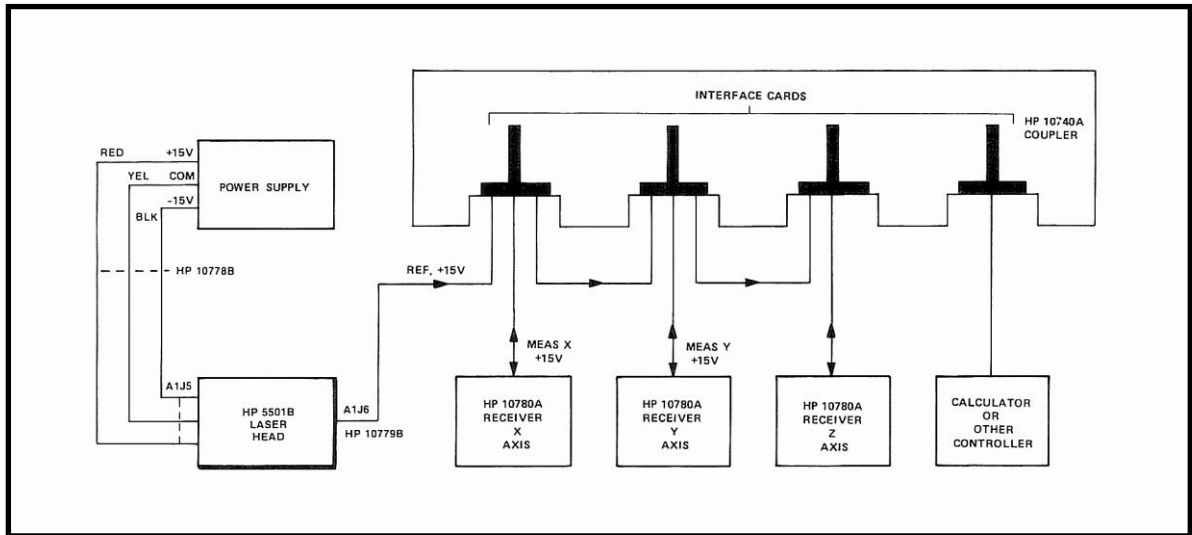 INTERFACE CARDS
HP 10740A
COUPLER
RED +15V
YEL COM
-15V
BLK
POWER SUPPLY
HP 10778B
REF, +15V
A1J5
HP 5501B
LASER
HEAD
A1J6
HP 10779B
MEAS X
+15V
MEAS Y
+15V
HP 10780A
RECEIVER
X
AXIS
HP 10780A
RECEIVER
Y
AXIS
HP 10780A
RECEIVER
Z
AXIS
CALCULATOR
OR
OTHER
CONTROLLER